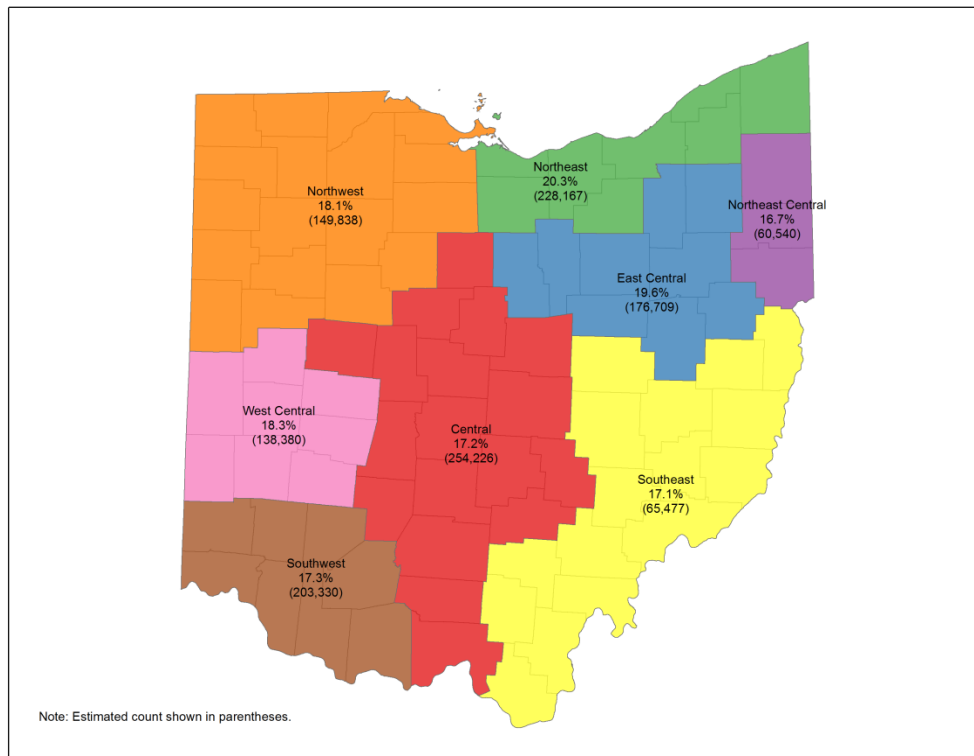 Northeast
20.3%
(228,167)
Northwest
18.1%
(149,838)
Northeast Central
16.7%
(60,540)
East Central
19.6%
(176,709)
West Central
18.3%
(138,380)
Central
17.2%
(254,226)
Southeast
17.1%
(65,477)
Southwest
17.3%
(203,330)
Note: Estimated count shown in parentheses.